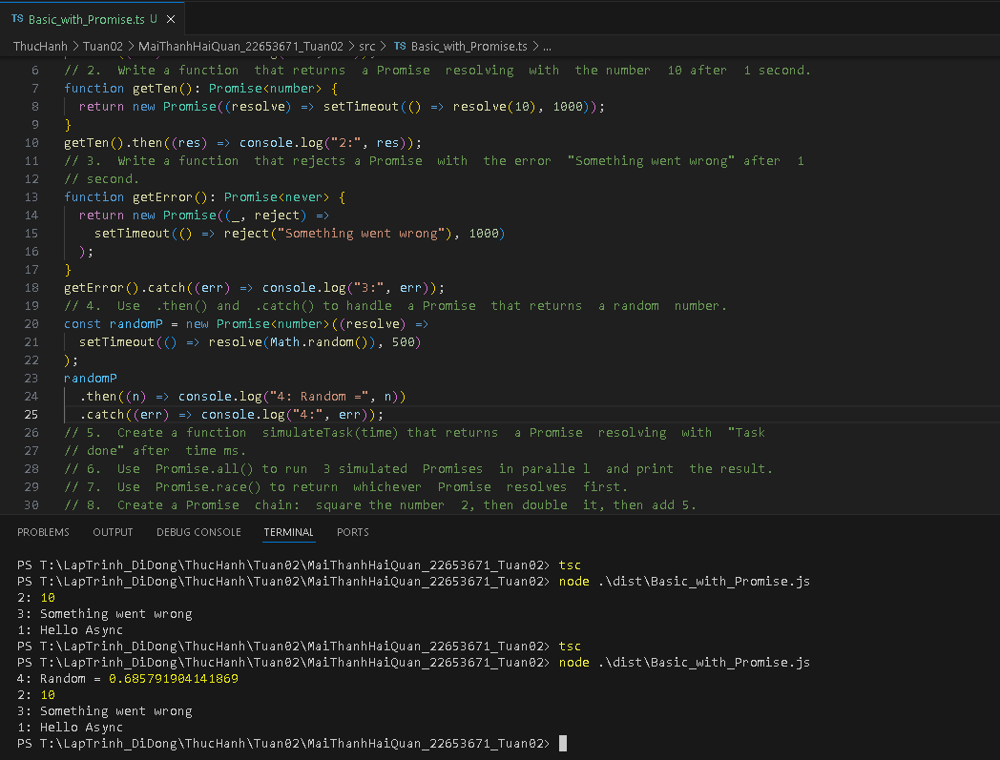 TS Basic_with_Promise.ts U ×
ThucHanh > Tuan02 > MaiThanhHaiQuan_22653671_Tuan02 > src > TS Basic_with_Promise.ts > ...
6 // 2. Write a function that returns a Promise resolving with the number 10 after 1 second.
7 function getTen(): Promise<number> {
8 return new Promise((resolve) => setTimeout(() => resolve(10), 1000));
9 }
10 getTen().then((res) => console.log("2:", res));
11 // 3. Write a function that rejects a Promise with the error "Something went wrong" after 1
12 // second.
13 function getError(): Promise<never> {
14 return new Promise((_, reject) =>
15 setTimeout(() => reject("Something went wrong"), 1000)
16 );
17 }
18 getError().catch((err) => console.log("3:", err));
19 // 4. Use .then() and .catch() to handle a Promise that returns a random number.
20 const randomP = new Promise<number>((resolve) =>
21 setTimeout(() => resolve(Math.random()), 500)
22 );
23 randomP
24 .then((n) => console.log("4: Random =", n))
25 .catch((err) => console.log("4:", err));
26 // 5. Create a function simulateTask(time) that returns a Promise resolving with "Task
27 // done" after time ms.
28 // 6. Use Promise.all() to run 3 simulated Promises in paralle l and print the result.
29 // 7. Use Promise.race() to return whichever Promise resolves first.
30 // 8. Create a Promise chain: square the number 2, then double it, then add 5.
PROBLEMS OUTPUT DEBUG CONSOLE TERMINAL PORTS
PS T:\LapTrinh_DiDong\ThucHanh\Tuan02\MaiThanhHaiQuan_22653671_Tuan02> tsc
PS T:\LapTrinh_DiDong\ThucHanh\Tuan02\MaiThanhHaiQuan_22653671_Tuan02> node .\dist\Basic_with_Promise.js
2: 10
3: Something went wrong
1: Hello Async
PS T:\LapTrinh_DiDong\ThucHanh\Tuan02\MaiThanhHaiQuan_22653671_Tuan02> tsc
PS T:\LapTrinh_DiDong\ThucHanh\Tuan02\MaiThanhHaiQuan_22653671_Tuan02> node .\dist\Basic_with_Promise.js
4: Random = 0.685791904141869
2: 10
3: Something went wrong
1: Hello Async
PS T:\LapTrinh_DiDong\ThucHanh\Tuan02\MaiThanhHaiQuan_22653671_Tuan02>